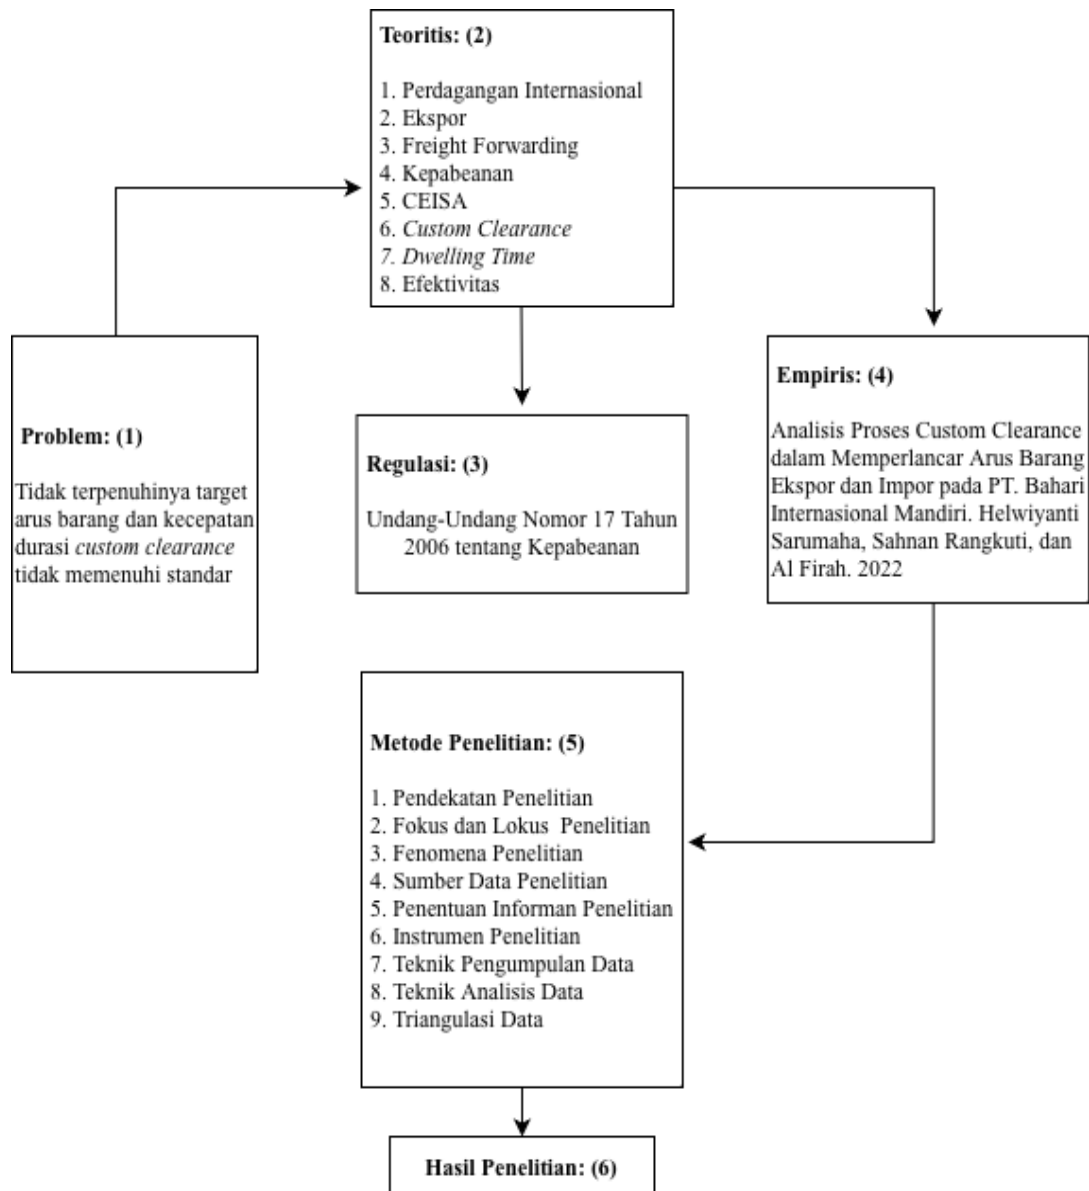 Teoritis: (2)
1. Perdagangan Internasional
2. Ekspor
3. Freight Forwarding
4. Kepabeanan
5. CEISA
6. Custom Clearance
7. Dwelling Time
8. Efektivitas
Problem: (1)
Tidak terpenuhinya target
arus barang dan kecepatan
durasi custom clearance
tidak memenuhi standar
Regulasi: (3)
Undang-Undang Nomor 17 Tahun
2006 tentang Kepabeanan
Empiris: (4)
Analisis Proses Custom Clearance
dalam Memperlancar Arus Barang
Ekspor dan Impor pada PT. Bahari
Internasional Mandiri. Helwiyanti
Sarumaha, Sahnan Rangkuti, dan
Al Firah. 2022
Metode Penelitian: (5)
1. Pendekatan Penelitian
2. Fokus dan Lokus Penelitian
3. Fenomena Penelitian
4. Sumber Data Penelitian
5. Penentuan Informan Penelitian
6. Instrumen Penelitian
7. Teknik Pengumpulan Data
8. Teknik Analisis Data
9. Triangulasi Data
Hasil Penelitian: (6)